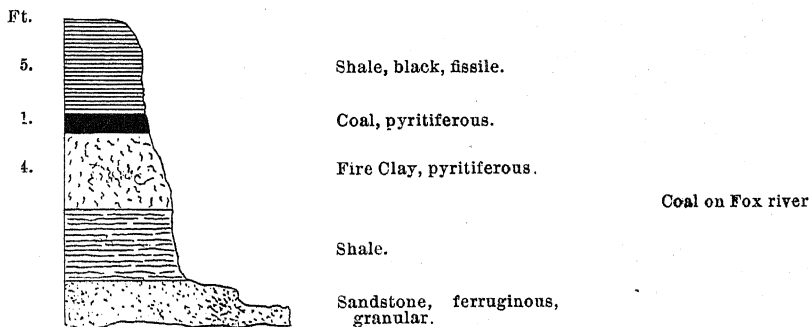 Ft.
5. Shale, black, fissile.
1. Coal, pyritiferous.
4. Fire Clay, pyritiferous.
Coal on Fox river
Shale.
Sandstone, ferruginous,
granular.